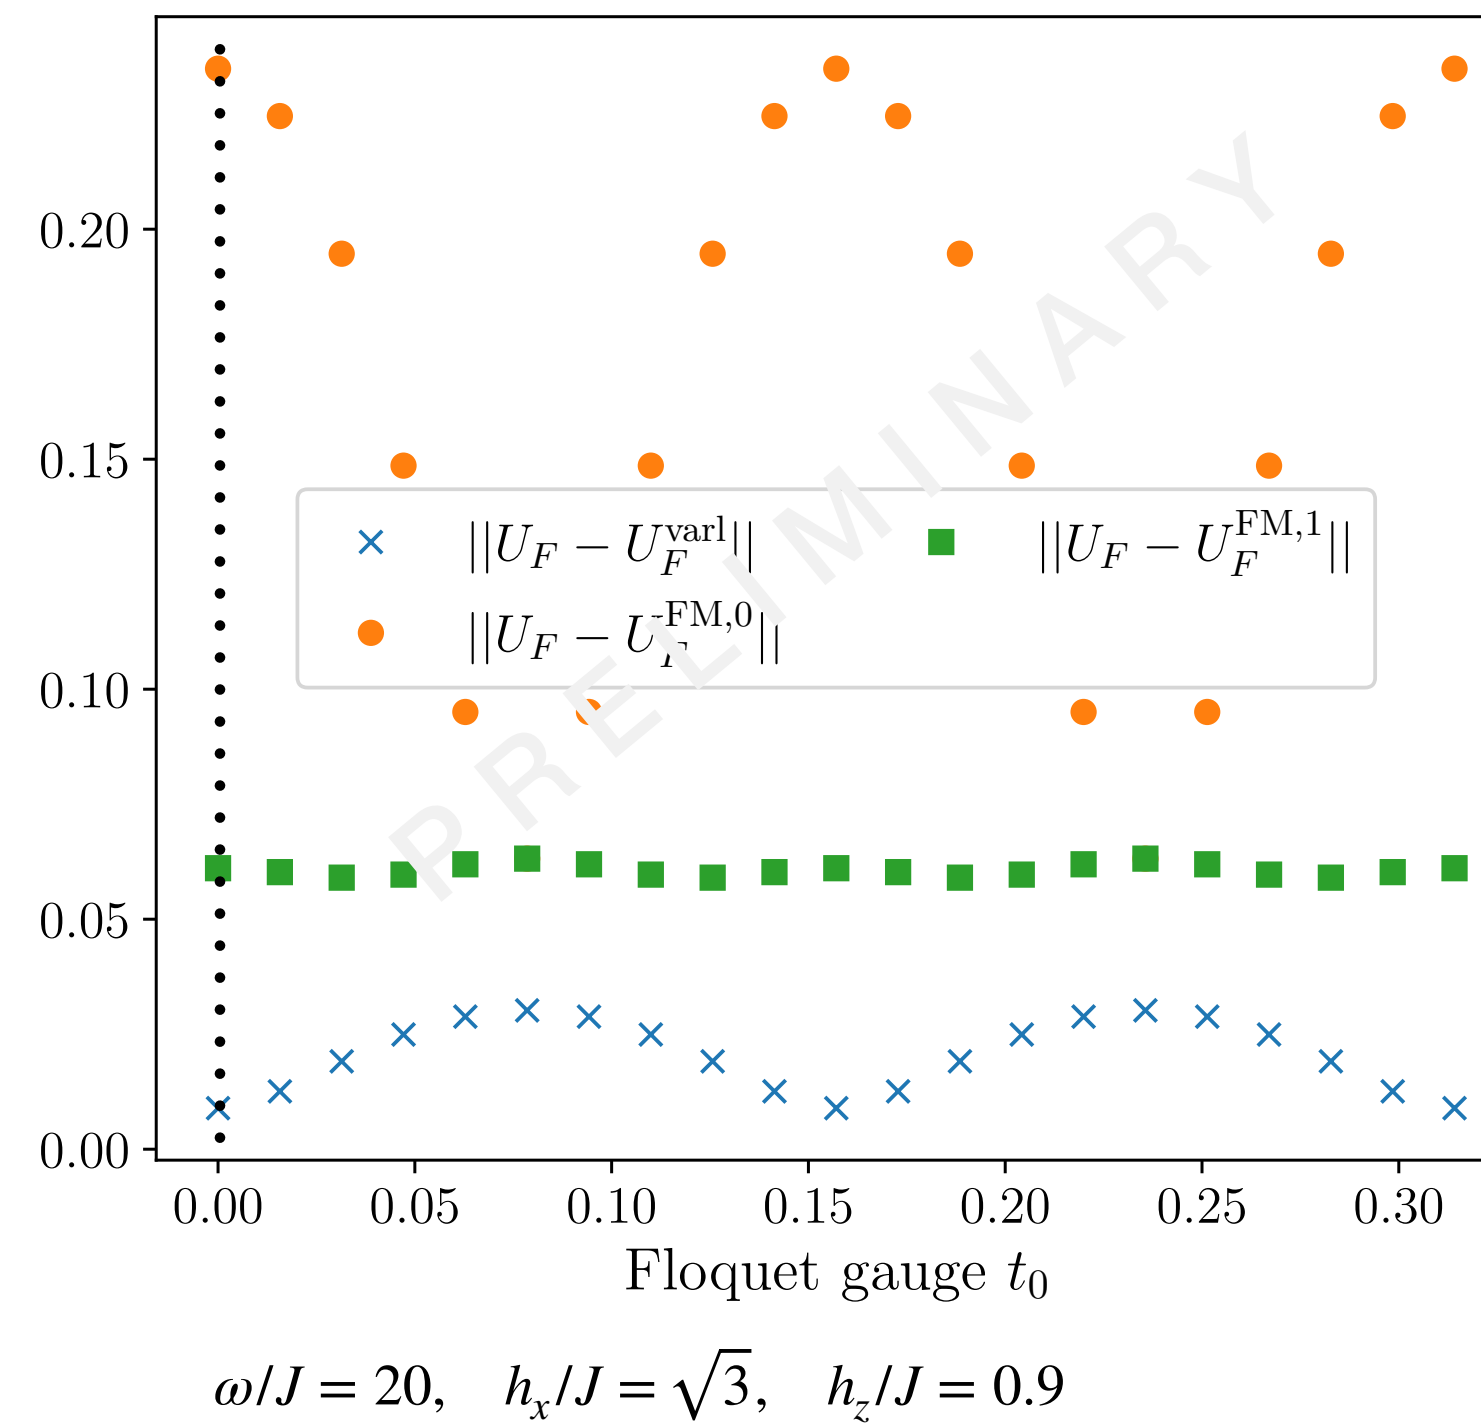 0.20
0.15
0.10
0.05
0.00
||U_F − U_F^varl||
||U_F − U_F^FM,1||
||U_F − U_F^FM,0||
PRELIMINARY
0.00 0.05 0.10 0.15 0.20 0.25 0.30
Floquet gauge t₀
ω/J = 20, hₓ/J = √3, h_z/J = 0.9